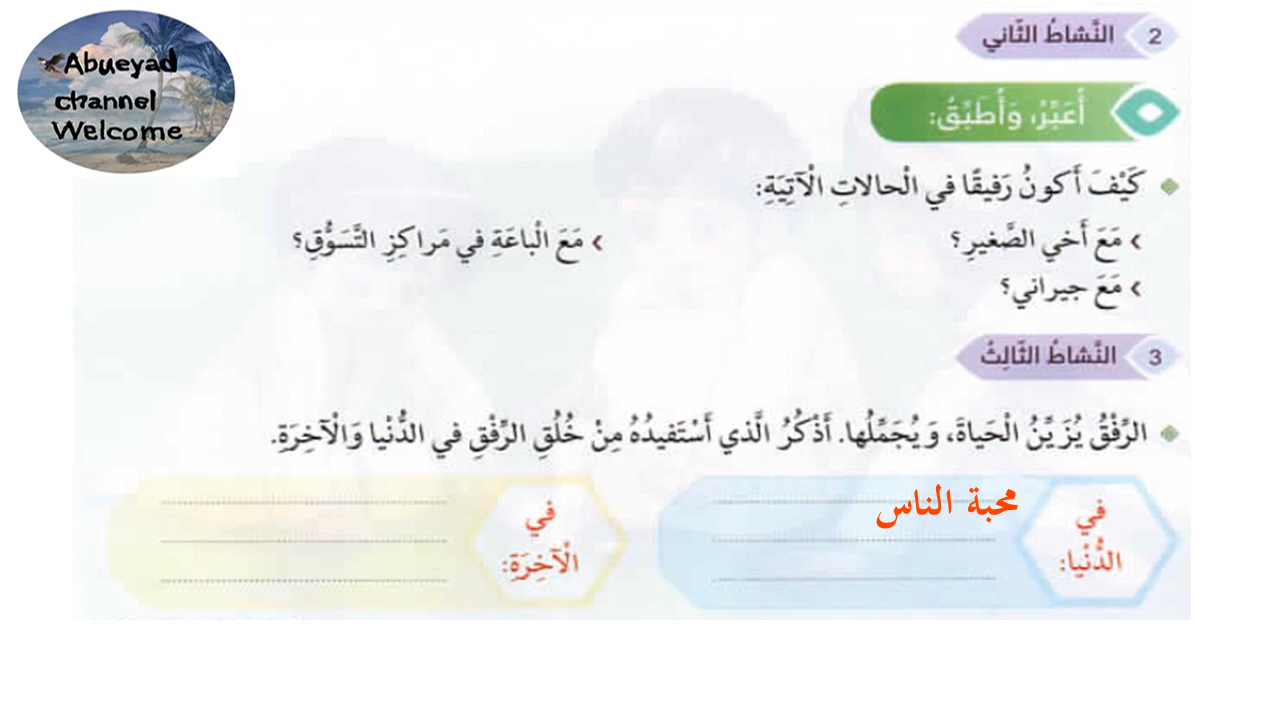 Abueyad
channel
Welcome
2 النَّشاطُ الثّاني
أُعَبِّرُ، وَأُطَبِّقُ:
كَيْفَ أَكونُ رَفيقًا في الْحالاتِ الْآتِيَةِ:
مَعَ أَخي الصَّغيرِ؟
مَعَ الْباعَةِ في مَراكِزِ التَّسَوُّقِ؟
مَعَ جيراني؟
3 النَّشاطُ الثّالِثُ
الرِّفْقُ يُزَيِّنُ الْحَياةَ، وَيُجَمِّلُها. أَذْكُرُ الَّذي أَسْتَفيدُهُ مِنْ خُلُقِ الرِّفْقِ في الدُّنْيا وَالْآخِرَةِ.
في
الدُّنْيا:
محبة الناس
في
الْآخِرَةِ: